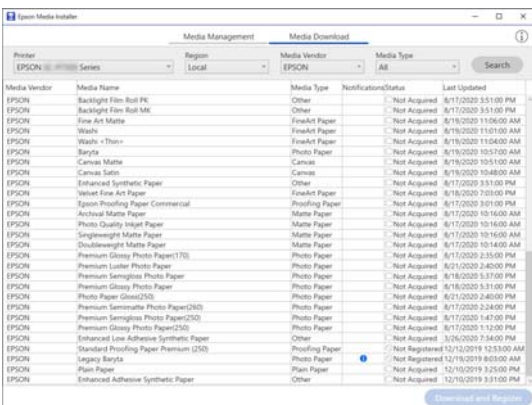 Epson Media Installer
Media Management Media Download
Printer Region Media Vendor Media Type
EPSON Series Local EPSON All Search
Media Vendor Media Name Media Type Notifications Status Last Updated
EPSON Backlight Film Roll PK Other Not Acquired 8/17/2020 3:51:00 PM
EPSON Backlight Film Roll MK Other Not Acquired 8/17/2020 3:51:00 PM
EPSON Fine Art Matte FineArt Paper Not Acquired 8/19/2020 11:06:00 AM
EPSON Washi FineArt Paper Not Acquired 8/19/2020 11:01:00 AM
EPSON Washi <Thin> FineArt Paper Not Acquired 8/19/2020 11:04:00 AM
EPSON Baryta Photo Paper Not Acquired 8/19/2020 10:57:00 AM
EPSON Canvas Matte Canvas Not Acquired 8/19/2020 10:51:00 AM
EPSON Canvas Satin Canvas Not Acquired 8/19/2020 10:48:00 AM
EPSON Enhanced Synthetic Paper Other Not Acquired 8/17/2020 3:51:00 PM
EPSON Velvet Fine Art Paper FineArt Paper Not Acquired 8/18/2020 7:03:00 PM
EPSON Epson Proofing Paper Commercial Proofing Paper Not Acquired 8/17/2020 3:01:00 PM
EPSON Archival Matte Paper Matte Paper Not Acquired 8/17/2020 10:16:00 AM
EPSON Photo Quality Inkjet Paper Matte Paper Not Acquired 8/17/2020 10:16:00 AM
EPSON Singleweight Matte Paper Matte Paper Not Acquired 8/17/2020 10:16:00 AM
EPSON Doubleweight Matte Paper Matte Paper Not Acquired 8/17/2020 10:14:00 AM
EPSON Premium Glossy Photo Paper(170) Photo Paper Not Acquired 8/17/2020 2:35:00 PM
EPSON Premium Luster Photo Paper Photo Paper Not Acquired 8/21/2020 2:40:00 PM
EPSON Premium Semigloss Photo Paper Photo Paper Not Acquired 8/18/2020 5:37:00 PM
EPSON Premium Glossy Photo Paper Photo Paper Not Acquired 8/18/2020 5:31:00 PM
EPSON Photo Paper Gloss(250) Photo Paper Not Acquired 8/21/2020 2:40:00 PM
EPSON Premium Semimatte Photo Paper(260) Photo Paper Not Acquired 8/17/2020 2:24:00 PM
EPSON Premium Semigloss Photo Paper(250) Photo Paper Not Acquired 8/17/2020 1:47:00 PM
EPSON Premium Glossy Photo Paper(250) Photo Paper Not Acquired 8/17/2020 1:12:00 PM
EPSON Enhanced Low Adhesive Synthetic Paper Other Not Acquired 3/26/2020 7:34:00 PM
EPSON Standard Proofing Paper Premium (250) Proofing Paper Not Registered 12/12/2019 12:53:00 AM
EPSON Legacy Baryta Photo Paper Not Registered 12/19/2019 8:03:00 AM
EPSON Plain Paper Plain Paper Not Acquired 12/10/2019 3:25:00 PM
EPSON Enhanced Adhesive Synthetic Paper Other Not Acquired 12/10/2019 3:31:00 PM
Download and Register